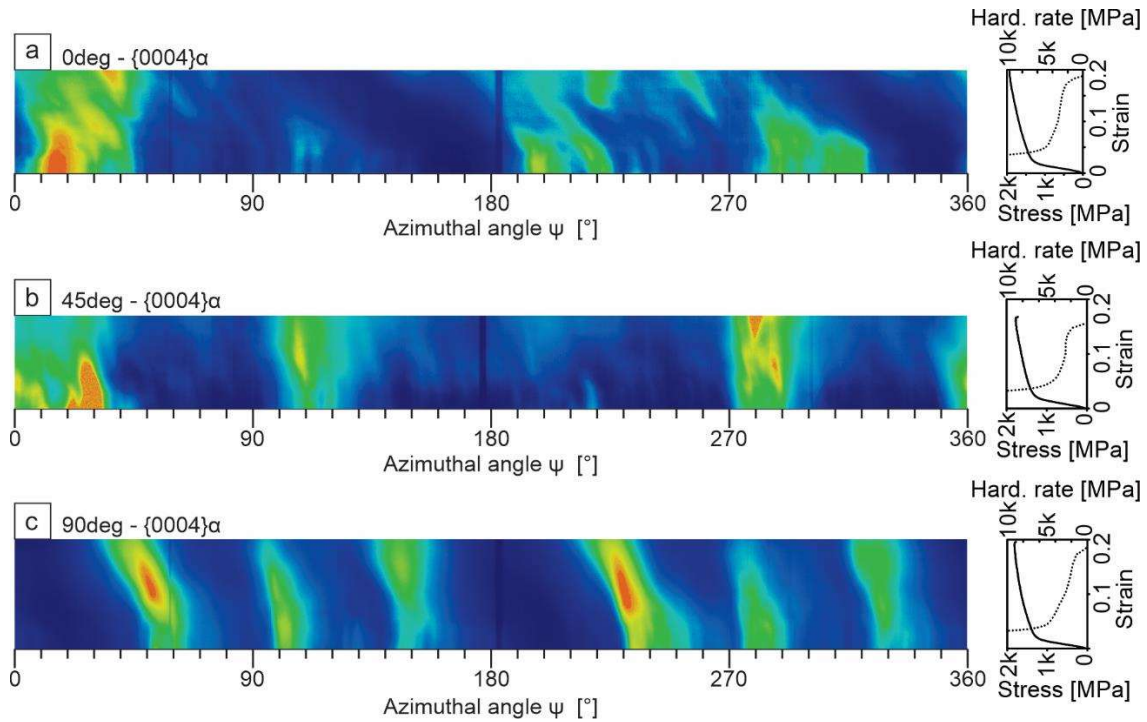 Hard. rate [MPa]
a 0deg - {0004}α
10k 5k 0
0.2
0.1
0
Strain
0 90 180 270 360
2k 1k 0
Azimuthal angle ψ [°]
Stress [MPa]
Hard. rate [MPa]
b 45deg - {0004}α
10k 5k 0
0.2
0.1
0
Strain
0 90 180 270 360
2k 1k 0
Azimuthal angle ψ [°]
Stress [MPa]
Hard. rate [MPa]
c 90deg - {0004}α
10k 5k 0
0.2
0.1
Strain
0 90 180 270 360
2k 1k 0
Azimuthal angle ψ [°]
Stress [MPa]